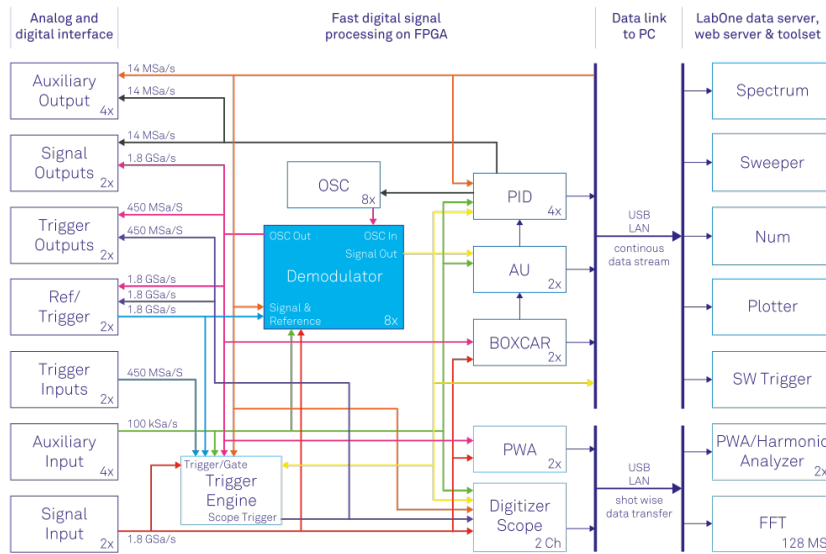 Analog and
digital interface
Fast digital signal
processing on FPGA
Data link
to PC
LabOne data server,
web server & toolset
Auxiliary
Output
4x
14 MSa/s
14 MSa/s
Signal
Outputs
2x
14 MSa/s
1.8 GSa/s
Trigger
Outputs
2x
450 MSa/s
450 MSa/s
Ref/
Trigger
2x
1.8 GSa/s
1.8 GSa/s
1.8 GSa/s
Trigger
Inputs
2x
450 MSa/S
Auxiliary
Input
4x
100 kSa/s
Signal
Input
2x
1.8 GSa/s
OSC
8x
OSC Out
OSC In
Signal Out
Demodulator
Signal &
Reference
8x
Trigger/Gate
Trigger
Engine
Scope Trigger
PID
4x
AU
2x
BOXCAR
2x
PWA
2x
Digitizer
Scope
2 Ch
USB
LAN
continous
data stream
USB
LAN
shot wise
data transfer
Spectrum
Sweeper
Num
Plotter
SW Trigger
PWA/Harmonic
Analyzer
2x
FFT
128 MS